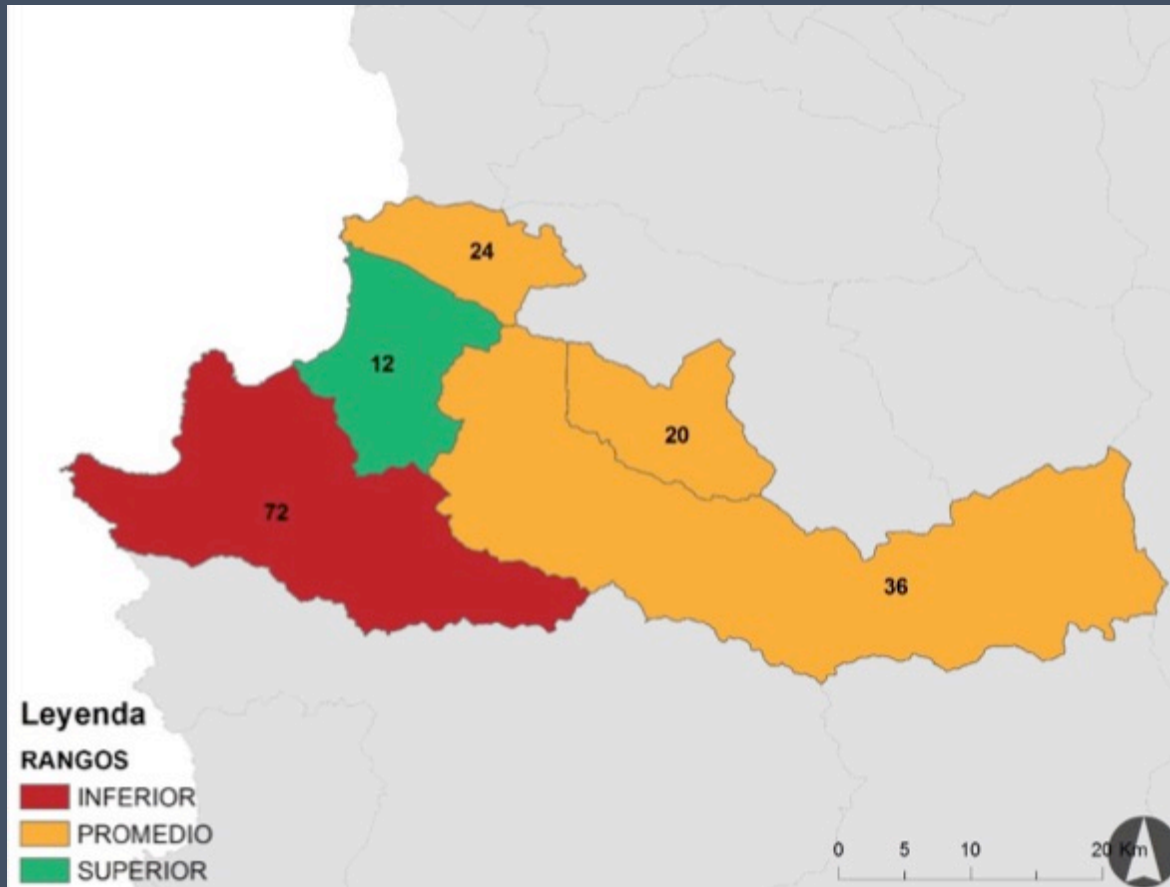 24
12
20
72
36
Leyenda
RANGOS
INFERIOR
PROMEDIO
SUPERIOR
0 5 10 20 Km